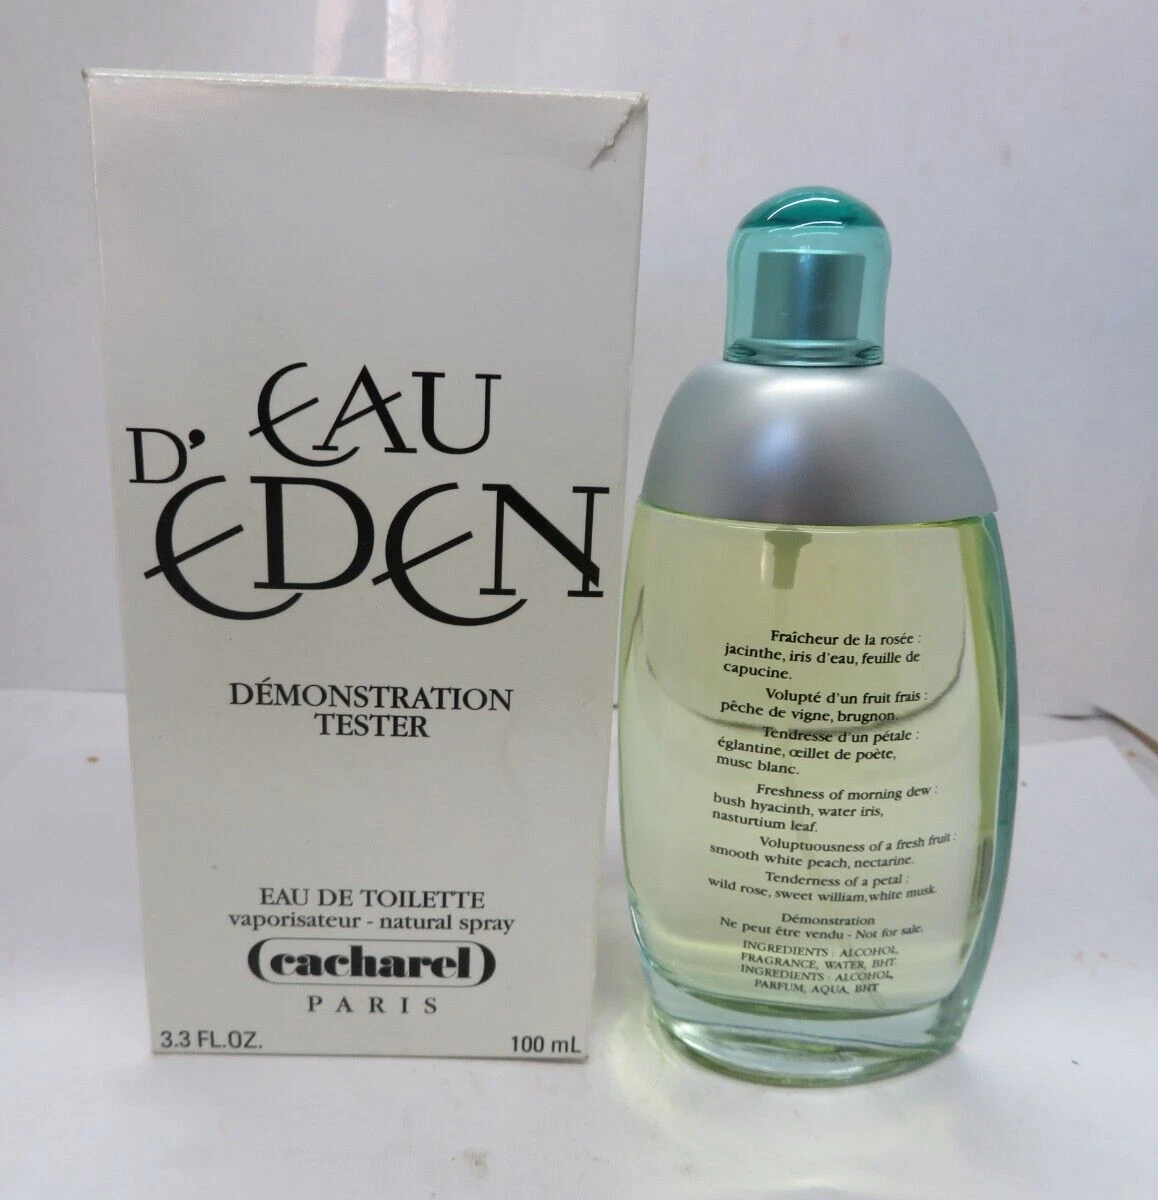 EAU
D'EDEN
DÉMONSTRATION
TESTER
EAU DE TOILETTE
vaporisateur - natural spray
cacharel
PARIS
3.3 FL.OZ.
100 mL
Fraîcheur de la rosée :
jacinthe, iris d'eau, feuille de
capucine.
Volupté d'un fruit frais :
pêche de vigne, brugnon.
Tendresse d'un pétale :
églantine, œillet de poète,
musc blanc.
Freshness of morning dew :
bush hyacinth, water iris,
nasturtium leaf.
Voluptuousness of a fresh fruit :
smooth white peach, nectarine.
Tenderness of a petal :
wild rose, sweet william, white musk.
Démonstration
Ne peut être vendu - Not for sale.
INGREDIENTS : ALCOHOL,
FRAGRANCE, WATER, BHT.
INGREDIENTS : ALCOHOL,
PARFUM, AQUA, BNT